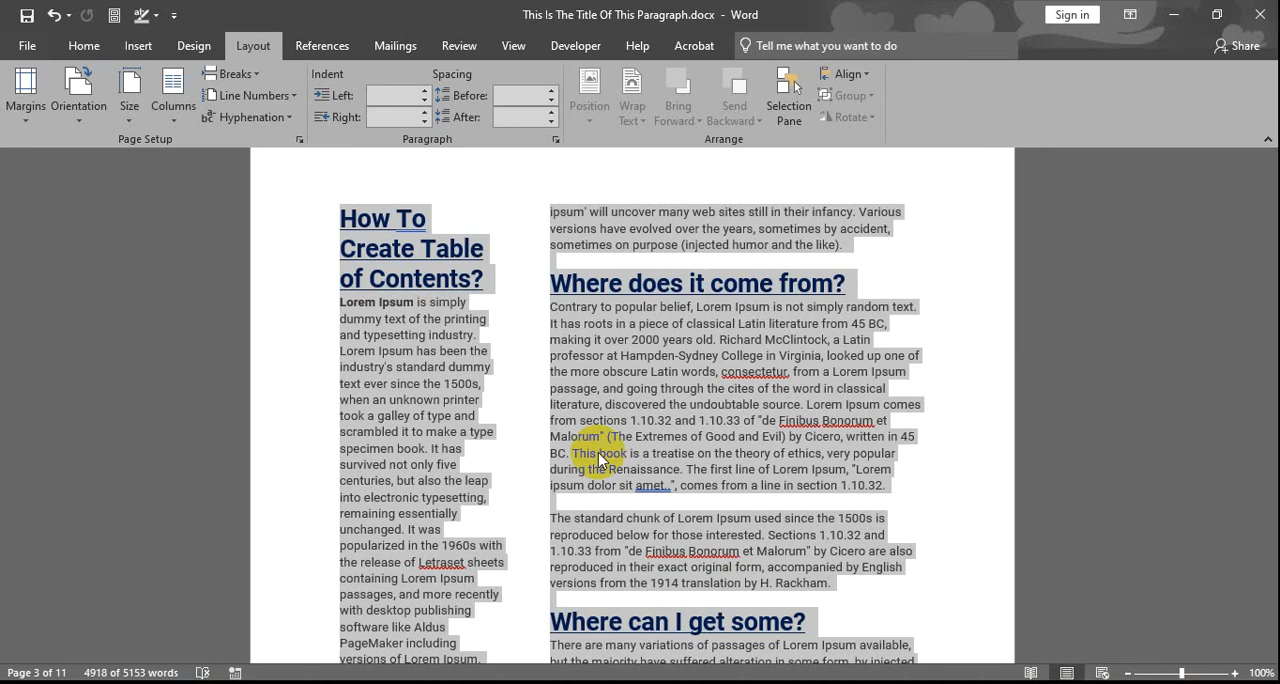 This Is The Title Of This Paragraph.docx - Word
Sign in
File Home Insert Design Layout References Mailings Review View Developer Help Acrobat Tell me what you want to do Share
Margins
Orientation
Size
Columns
Breaks
Line Numbers
Hyphenation
Page Setup
Indent
Left:
Right:
Spacing
Before:
After:
Paragraph
Position
Wrap
Text
Bring
Forward
Send
Backward
Selection
Pane
Align
Group
Rotate
Arrange
How To
Create Table
of Contents?
Lorem Ipsum is simply
dummy text of the printing
and typesetting industry.
Lorem Ipsum has been the
industry's standard dummy
text ever since the 1500s,
when an unknown printer
took a galley of type and
scrambled it to make a type
specimen book. It has
survived not only five
centuries, but also the leap
into electronic typesetting,
remaining essentially
unchanged. It was
popularized in the 1960s with
the release of Letraset sheets
containing Lorem Ipsum
passages, and more recently
with desktop publishing
software like Aldus
PageMaker including
versions of Lorem Ipsum.
ipsum' will uncover many web sites still in their infancy. Various
versions have evolved over the years, sometimes by accident,
sometimes on purpose (injected humor and the like).
Where does it come from?
Contrary to popular belief, Lorem Ipsum is not simply random text.
It has roots in a piece of classical Latin literature from 45 BC,
making it over 2000 years old. Richard McClintock, a Latin
professor at Hampden-Sydney College in Virginia, looked up one of
the more obscure Latin words, consectetur, from a Lorem Ipsum
passage, and going through the cites of the word in classical
literature, discovered the undoubtable source. Lorem Ipsum comes
from sections 1.10.32 and 1.10.33 of "de Finibus Bonorum et
Malorum" (The Extremes of Good and Evil) by Cicero, written in 45
BC. This book is a treatise on the theory of ethics, very popular
during the Renaissance. The first line of Lorem Ipsum, "Lorem
ipsum dolor sit amet..", comes from a line in section 1.10.32.
The standard chunk of Lorem Ipsum used since the 1500s is
reproduced below for those interested. Sections 1.10.32 and
1.10.33 from "de Finibus Bonorum et Malorum" by Cicero are also
reproduced in their exact original form, accompanied by English
versions from the 1914 translation by H. Rackham.
Where can I get some?
There are many variations of passages of Lorem Ipsum available,
but the majority have suffered alteration in some form, by injected
Page 3 of 11 4918 of 5153 words 100%